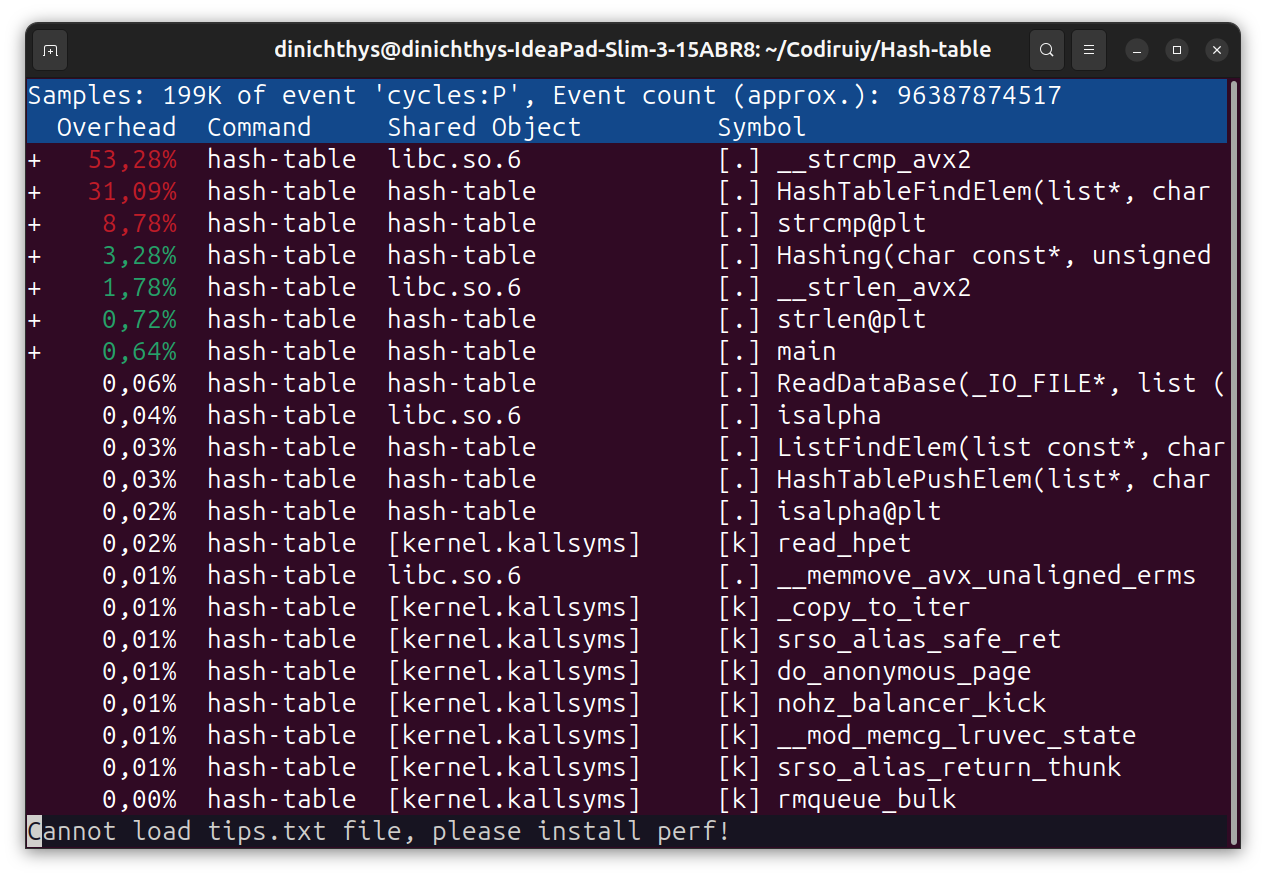 dinichthys@dinichthys-IdeaPad-Slim-3-15ABR8: ~/Codiruiy/Hash-table
Samples: 199K of event 'cycles:P', Event count (approx.): 96387874517
Overhead  Command  Shared Object  Symbol
+ 53,28% hash-table libc.so.6 [.] __strcmp_avx2
+ 31,09% hash-table hash-table [.] HashTableFindElem(list*, char
+ 8,78% hash-table hash-table [.] strcmp@plt
+ 3,28% hash-table hash-table [.] Hashing(char const*, unsigned
+ 1,78% hash-table libc.so.6 [.] __strlen_avx2
+ 0,72% hash-table hash-table [.] strlen@plt
+ 0,64% hash-table hash-table [.] main
0,06% hash-table hash-table [.] ReadDataBase(_IO_FILE*, list (
0,04% hash-table libc.so.6 [.] isalpha
0,03% hash-table hash-table [.] ListFindElem(list const*, char
0,03% hash-table hash-table [.] HashTablePushElem(list*, char
0,02% hash-table hash-table [.] isalpha@plt
0,02% hash-table [kernel.kallsyms] [k] read_hpet
0,01% hash-table libc.so.6 [.] __memmove_avx_unaligned_erms
0,01% hash-table [kernel.kallsyms] [k] _copy_to_iter
0,01% hash-table [kernel.kallsyms] [k] srso_alias_safe_ret
0,01% hash-table [kernel.kallsyms] [k] do_anonymous_page
0,01% hash-table [kernel.kallsyms] [k] nohz_balancer_kick
0,01% hash-table [kernel.kallsyms] [k] __mod_memcg_lruvec_state
0,01% hash-table [kernel.kallsyms] [k] srso_alias_return_thunk
0,00% hash-table [kernel.kallsyms] [k] rmqueue_bulk
Cannot load tips.txt file, please install perf!